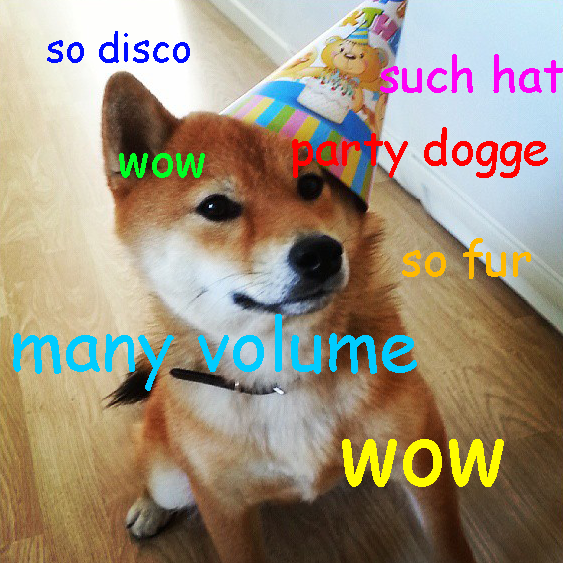 so disco
such hat
party dogge
wow
so fur
many volume
wow